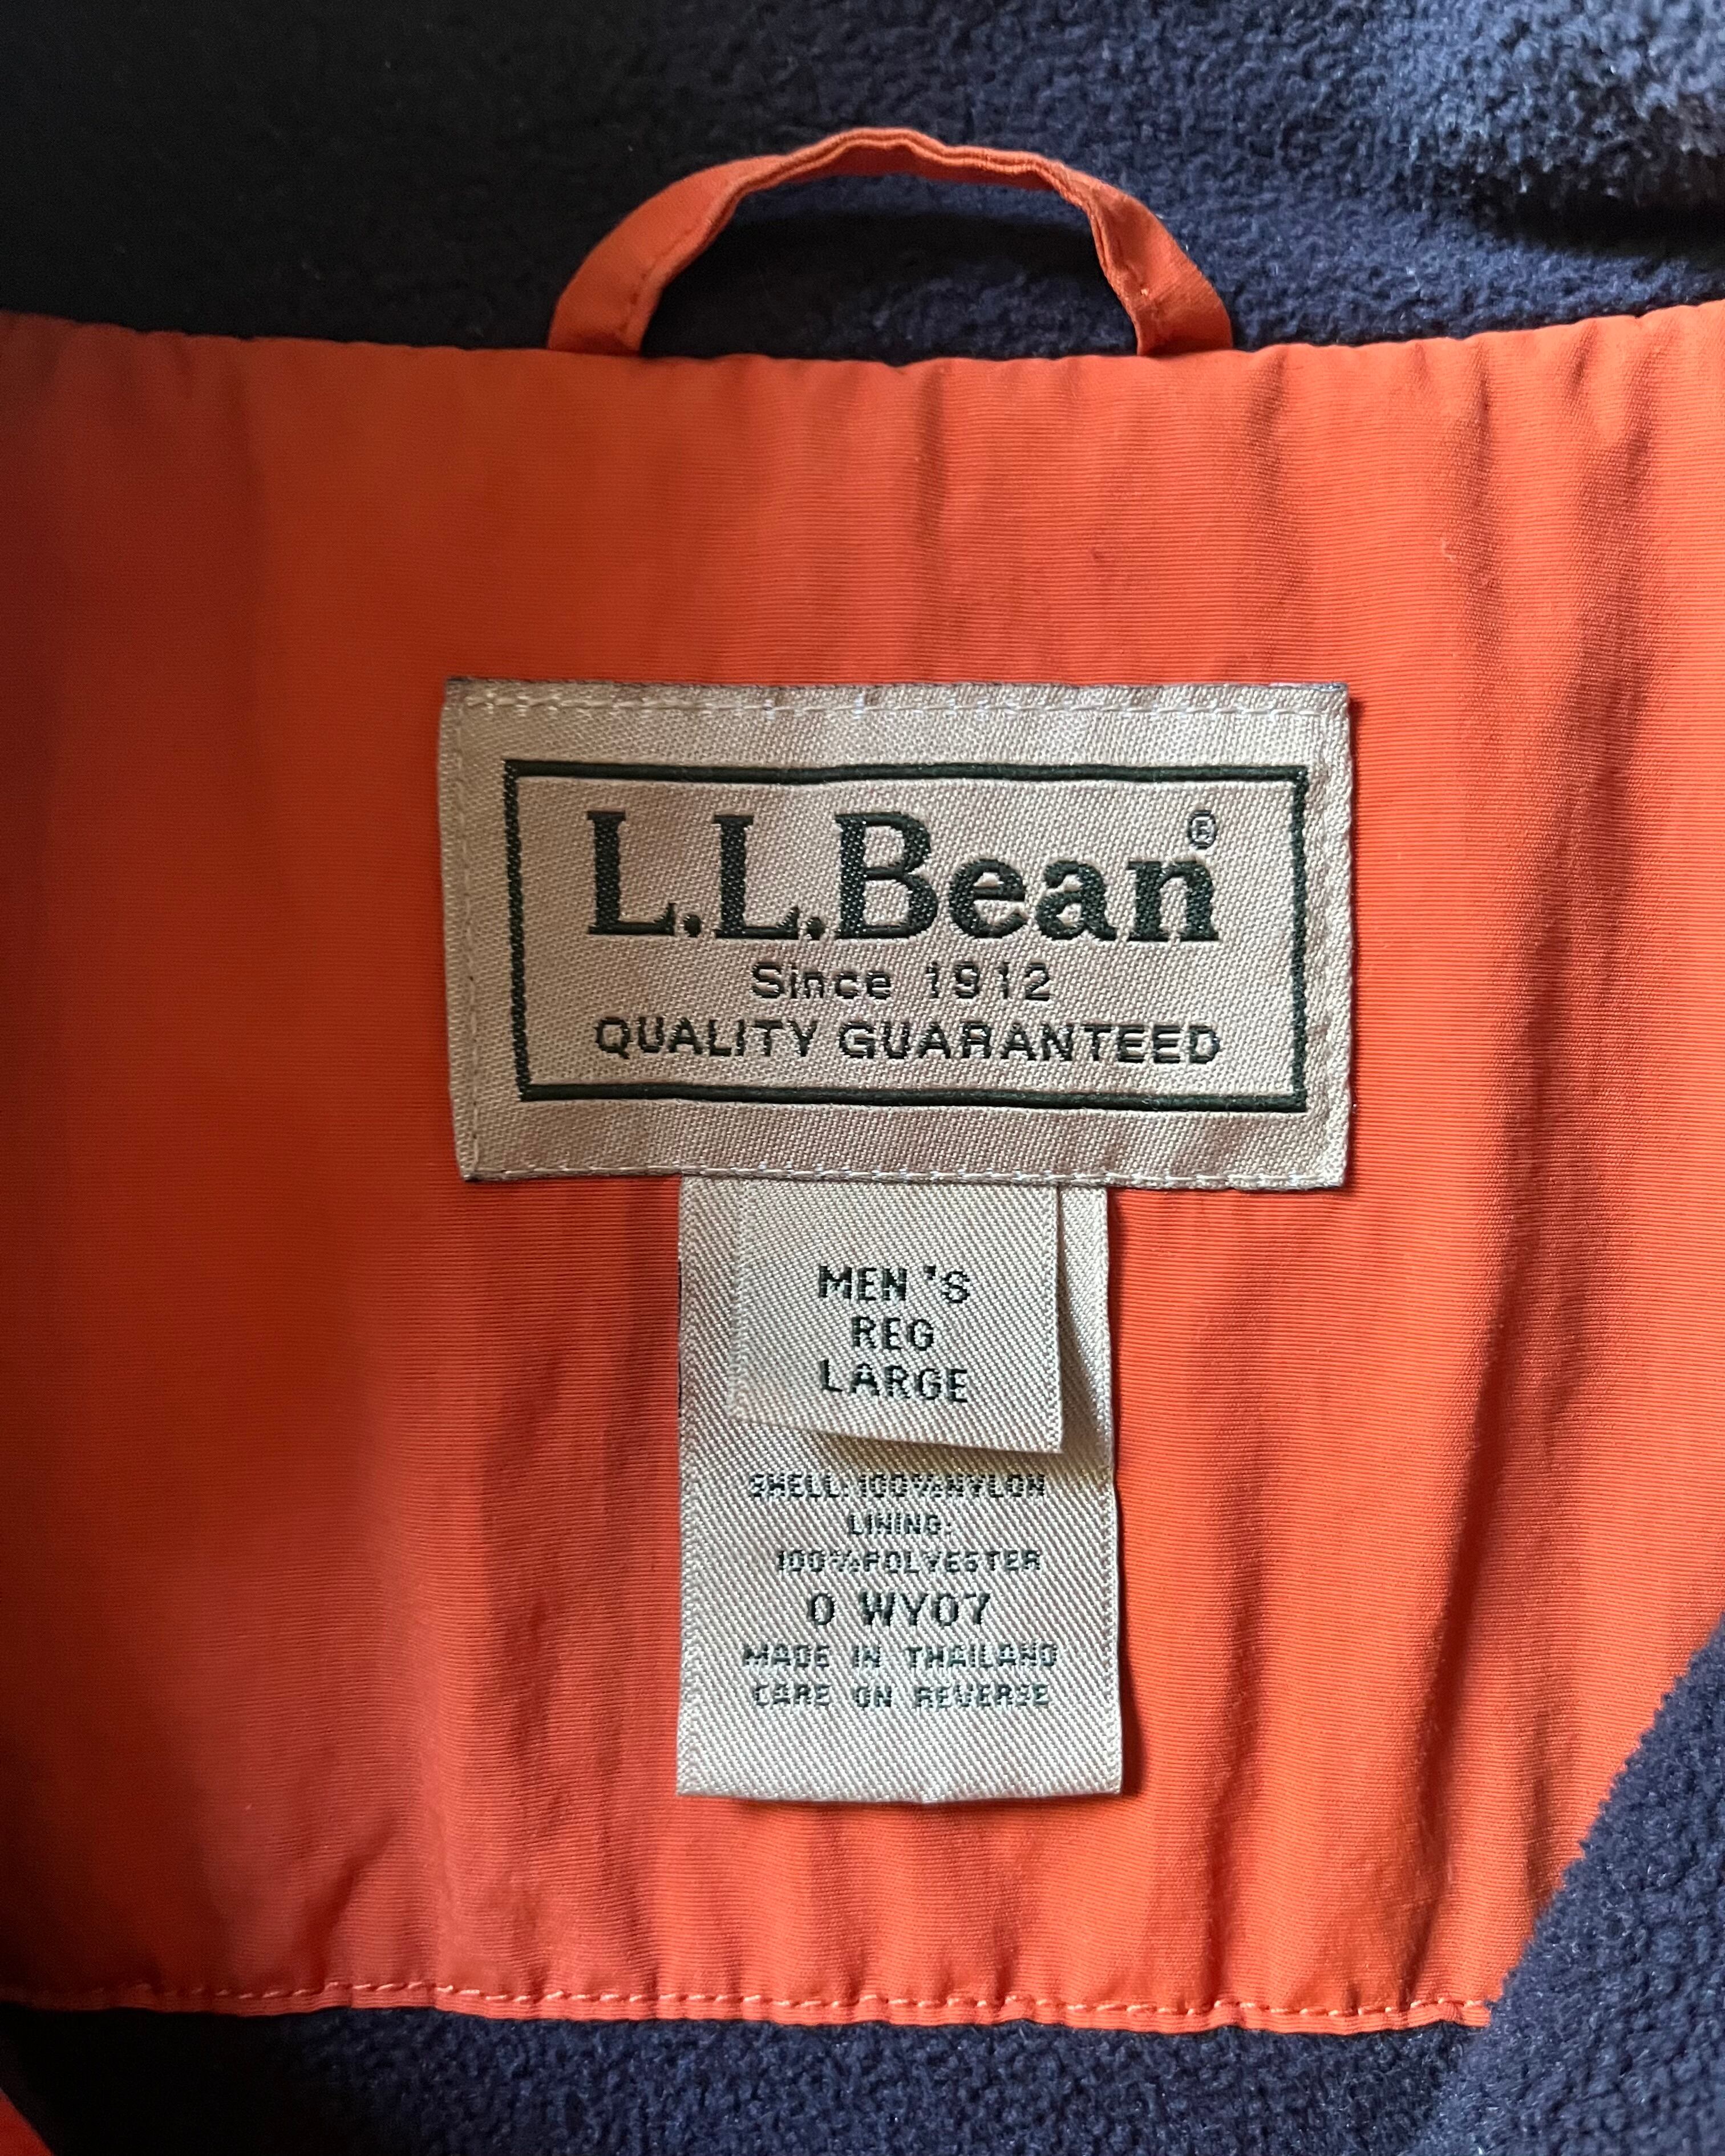 L.L.Bean®
Since 1912
QUALITY GUARANTEED
MEN'S
REG
LARGE
SHELL: 100% NYLON
LINING:
100% POLYESTER
0 WY07
MADE IN THAILAND
CARE ON REVERSE